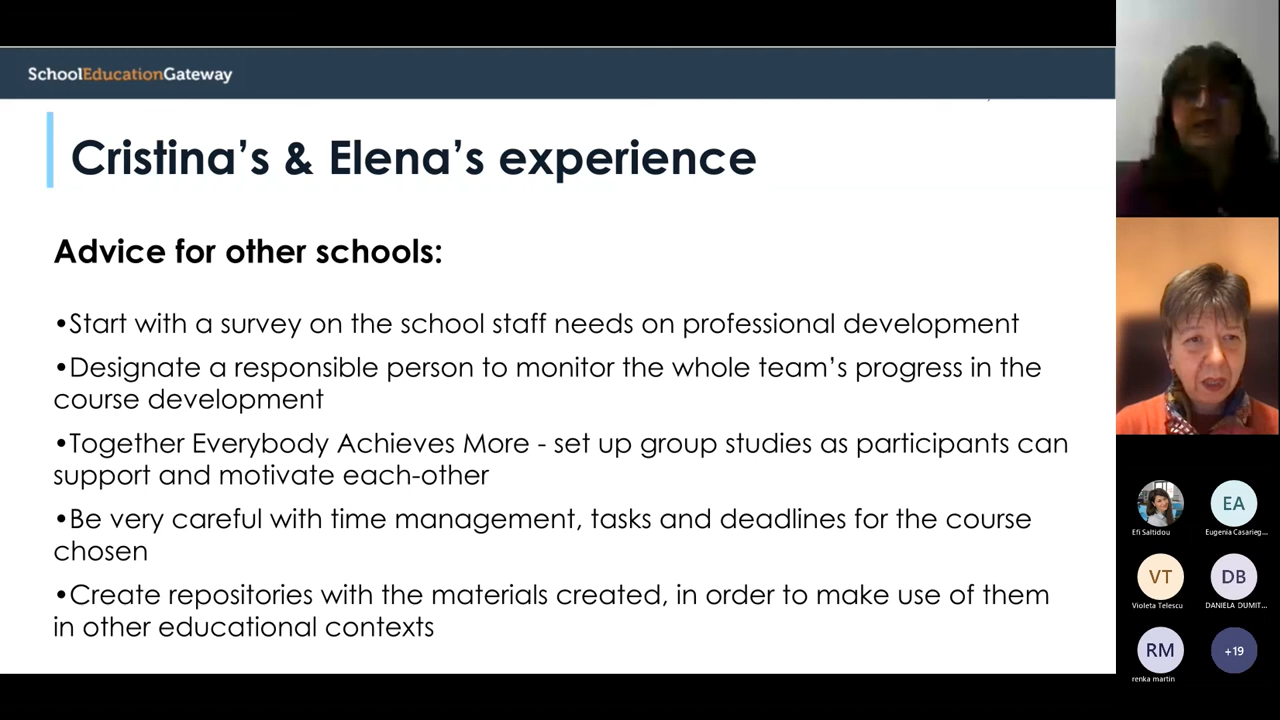 SchoolEducationGateway
Cristina’s & Elena’s experience
Advice for other schools:
•Start with a survey on the school staff needs on professional development
•Designate a responsible person to monitor the whole team’s progress in the
course development
•Together Everybody Achieves More - set up group studies as participants can
support and motivate each-other
•Be very careful with time management, tasks and deadlines for the course
chosen
•Create repositories with the materials created, in order to make use of them
in other educational contexts
EA
Efi Saltidou
Eugenia Casarieg...
VT
DB
Violeta Telescu
DANIELA DUMIT...
RM
+19
renka martin